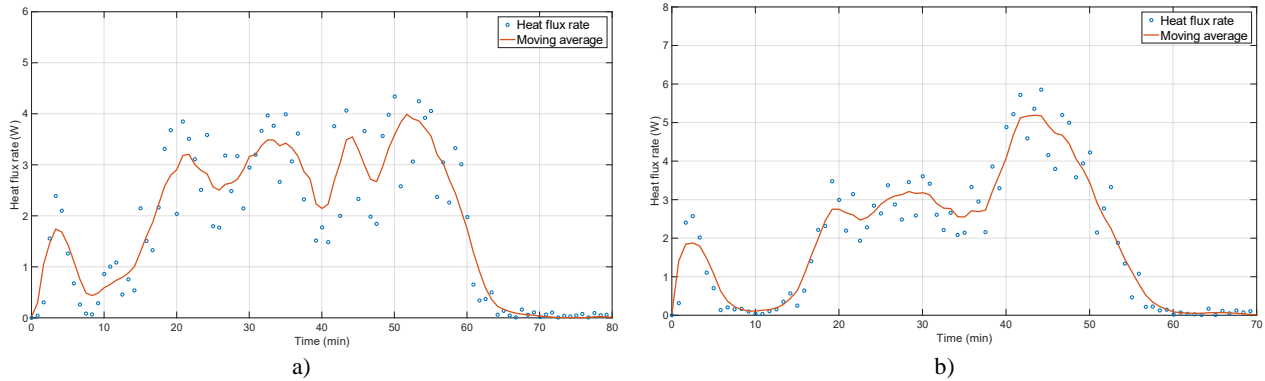 6
5
4
3
2
1
0
Heat flux rate (W)
0 10 20 30 40 50 60 70 80
Time (min)
Heat flux rate
Moving average
a)
8
7
6
5
4
3
2
1
0
Heat flux rate (W)
0 10 20 30 40 50 60 70
Time (min)
Heat flux rate
Moving average
b)